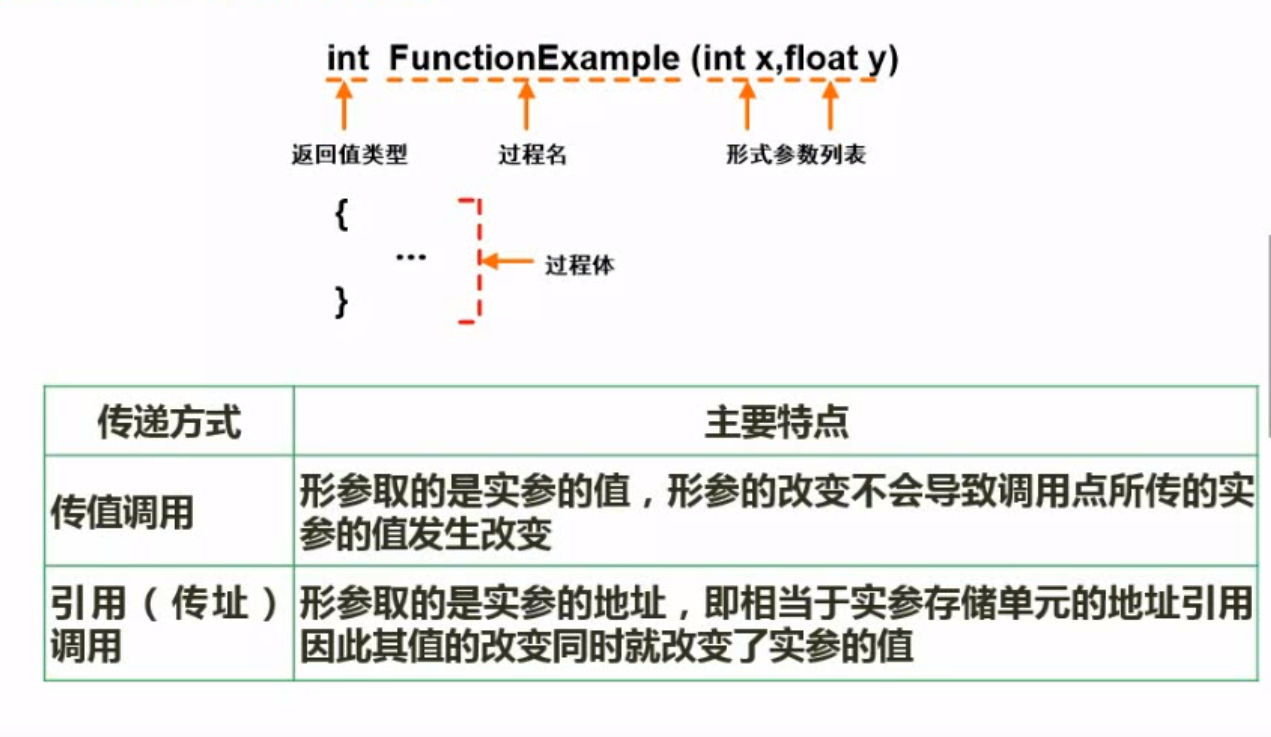 int FunctionExample (int x,float y)
返回值类型 过程名 形式参数列表
{
... 过程体
}
传递方式 主要特点
传值调用 形参取的是实参的值，形参的改变不会导致调用点所传的实
参的值发生改变
引用（传址） 形参取的是实参的地址，即相当于实参存储单元的地址引用
调用 因此其值的改变同时就改变了实参的值